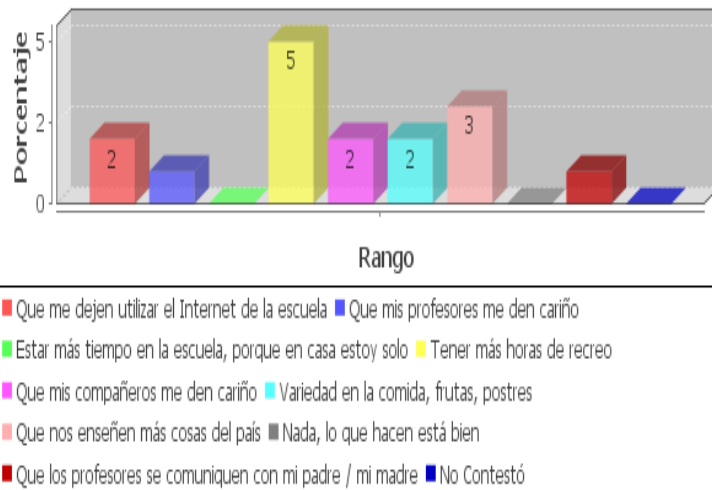 Porcentaje
5
2
0
2
5
2
2
3
Rango
Que me dejen utilizar el Internet de la escuela Que mis profesores me den cariño
Estar más tiempo en la escuela, porque en casa estoy solo Tener más horas de recreo
Que mis compañeros me den cariño Variedad en la comida, frutas, postres
Que nos enseñen más cosas del país Nada, lo que hacen está bien
Que los profesores se comuniquen con mi padre / mi madre No Contestó